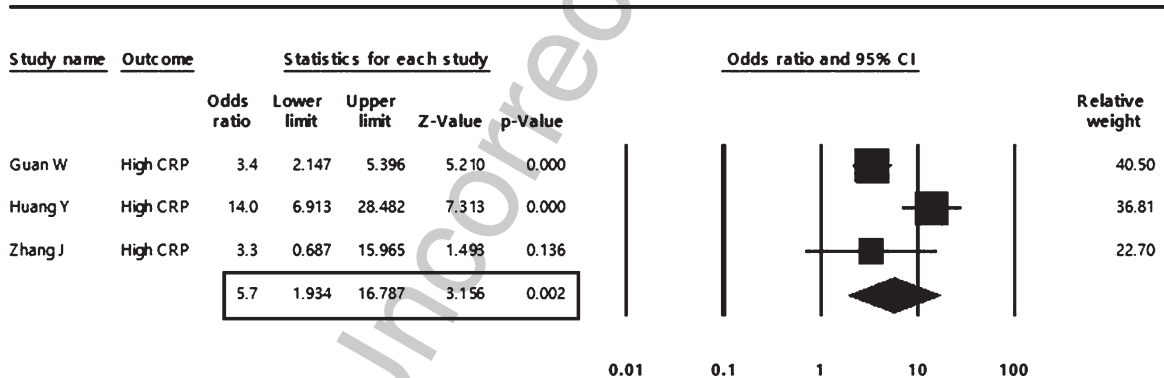 Study name Outcome Statistics for each study Odds ratio and 95% CI
Odds ratio Lower limit Upper limit Z-Value p-Value Relative weight
Guan W High CRP 3.4 2.147 5.396 5.210 0.000 40.50
Huang Y High CRP 14.0 6.913 28.482 7.313 0.000 36.81
Zhang J High CRP 3.3 0.687 15.965 1.493 0.136 22.70
5.7 1.934 16.787 3.156 0.002
0.01 0.1 1 10 100
Uncorrec